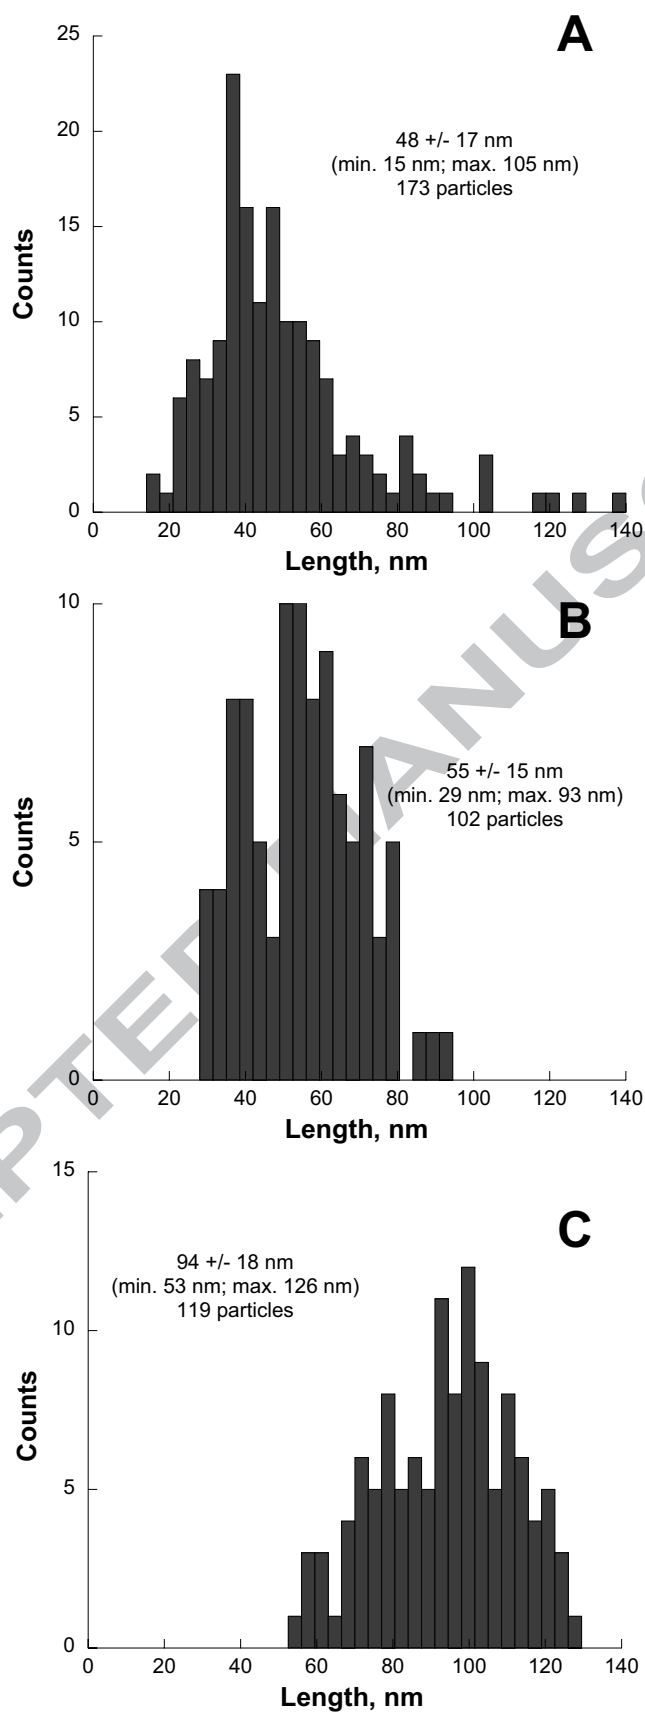 A
25
20
15
10
5
0
Counts
48 +/- 17 nm
(min. 15 nm; max. 105 nm)
173 particles
0 20 40 60 80 100 120 140
Length, nm
B
10
5
0
Counts
55 +/- 15 nm
(min. 29 nm; max. 93 nm)
102 particles
0 20 40 60 80 100 120 140
Length, nm
C
15
10
5
0
Counts
94 +/- 18 nm
(min. 53 nm; max. 126 nm)
119 particles
0 20 40 60 80 100 120 140
Length, nm